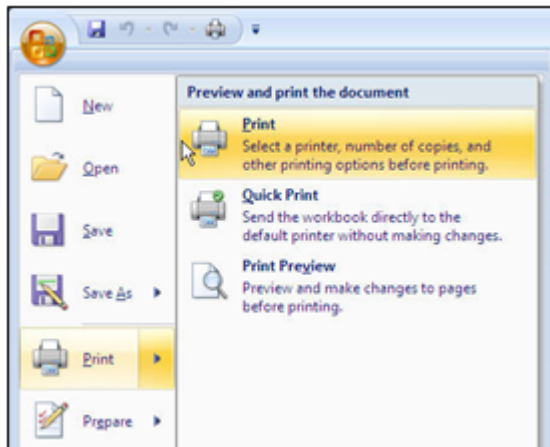 New
Open
Save
Save As
Print
Prepare
Preview and print the document
Print
Select a printer, number of copies, and
other printing options before printing.
Quick Print
Send the workbook directly to the
default printer without making changes.
Print Preview
Preview and make changes to pages
before printing.